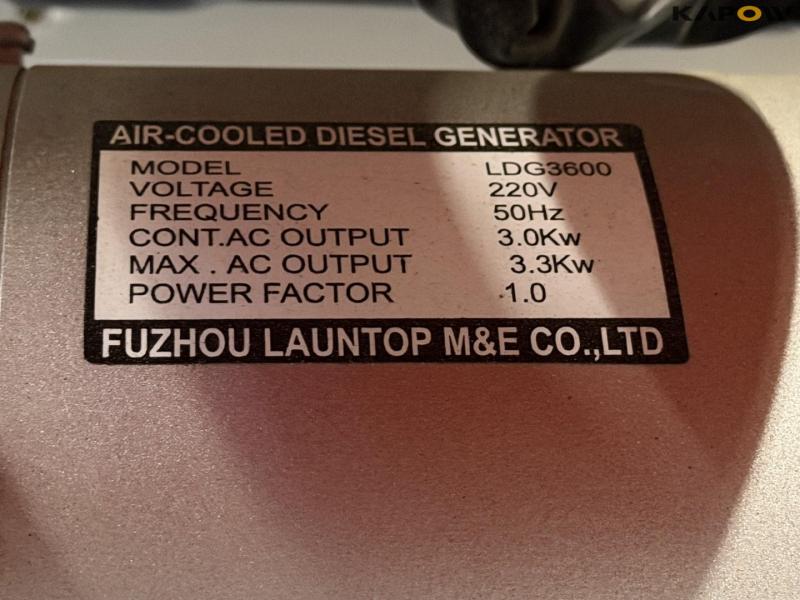 KAPOW
AIR-COOLED DIESEL GENERATOR
MODEL LDG3600
VOLTAGE 220V
FREQUENCY 50Hz
CONT.AC OUTPUT 3.0Kw
MAX . AC OUTPUT 3.3Kw
POWER FACTOR 1.0
FUZHOU LAUNTOP M&E CO.,LTD